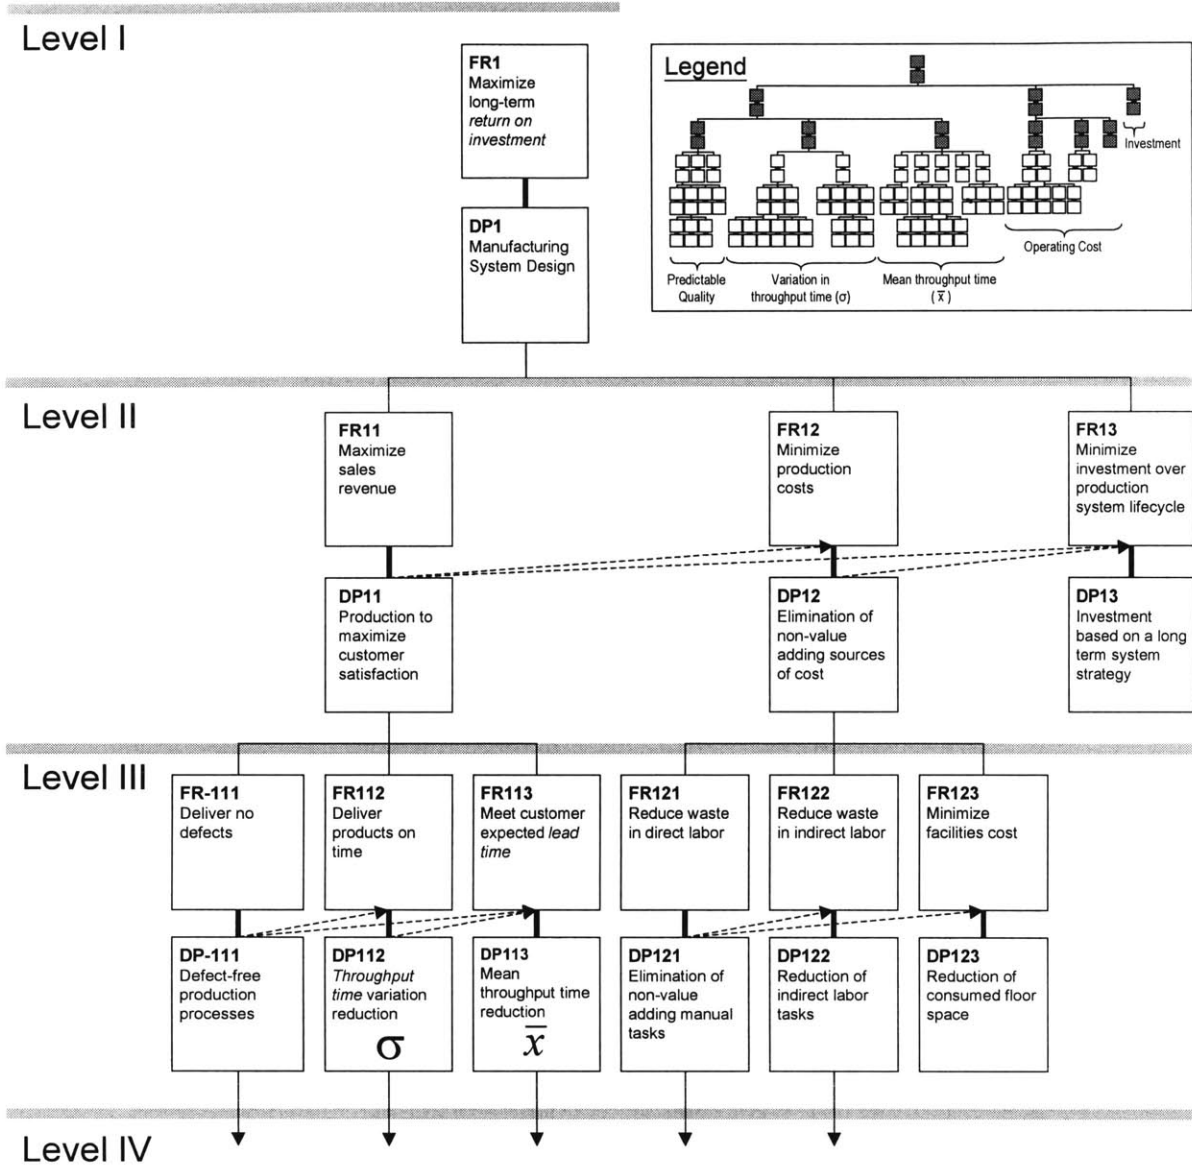 Level I
FR1
Maximize
long-term
return on
investment
DP1
Manufacturing
System Design
Legend
Investment
Operating Cost
Predictable
Quality
Variation in
throughput time (σ)
Mean throughput time
( x̅ )
Level II
FR11
Maximize
sales
revenue
FR12
Minimize
production
costs
FR13
Minimize
investment over
production
system lifecycle
DP11
Production to
maximize
customer
satisfaction
DP12
Elimination of
non-value
adding sources
of cost
DP13
Investment
based on a long
term system
strategy
Level III
FR-111
Deliver no
defects
FR112
Deliver
products on
time
FR113
Meet customer
expected lead
time
FR121
Reduce waste
in direct labor
FR122
Reduce waste
in indirect labor
FR123
Minimize
facilities cost
DP-111
Defect-free
production
processes
DP112
Throughput
time variation
reduction
σ
DP113
Mean
throughput time
reduction
x̅
DP121
Elimination of
non-value
adding manual
tasks
DP122
Reduction of
indirect labor
tasks
DP123
Reduction of
consumed floor
space
Level IV